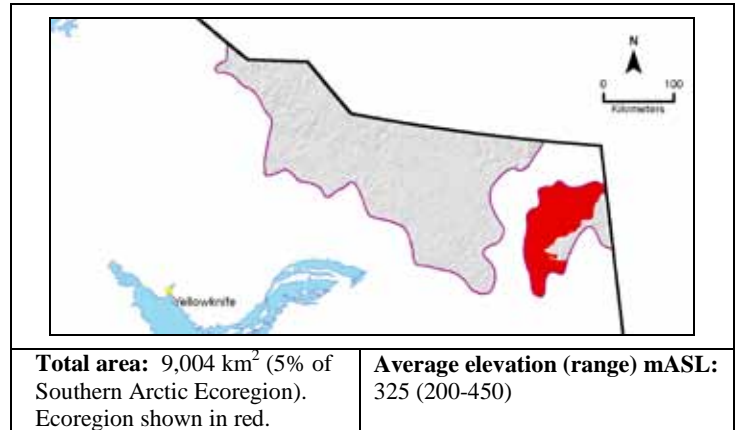 N
0 100
Kilometers
Yellowknife
Total area: 9,004 km² (5% of
Southern Arctic Ecoregion).
Ecoregion shown in red.
Average elevation (range) mASL:
325 (200-450)